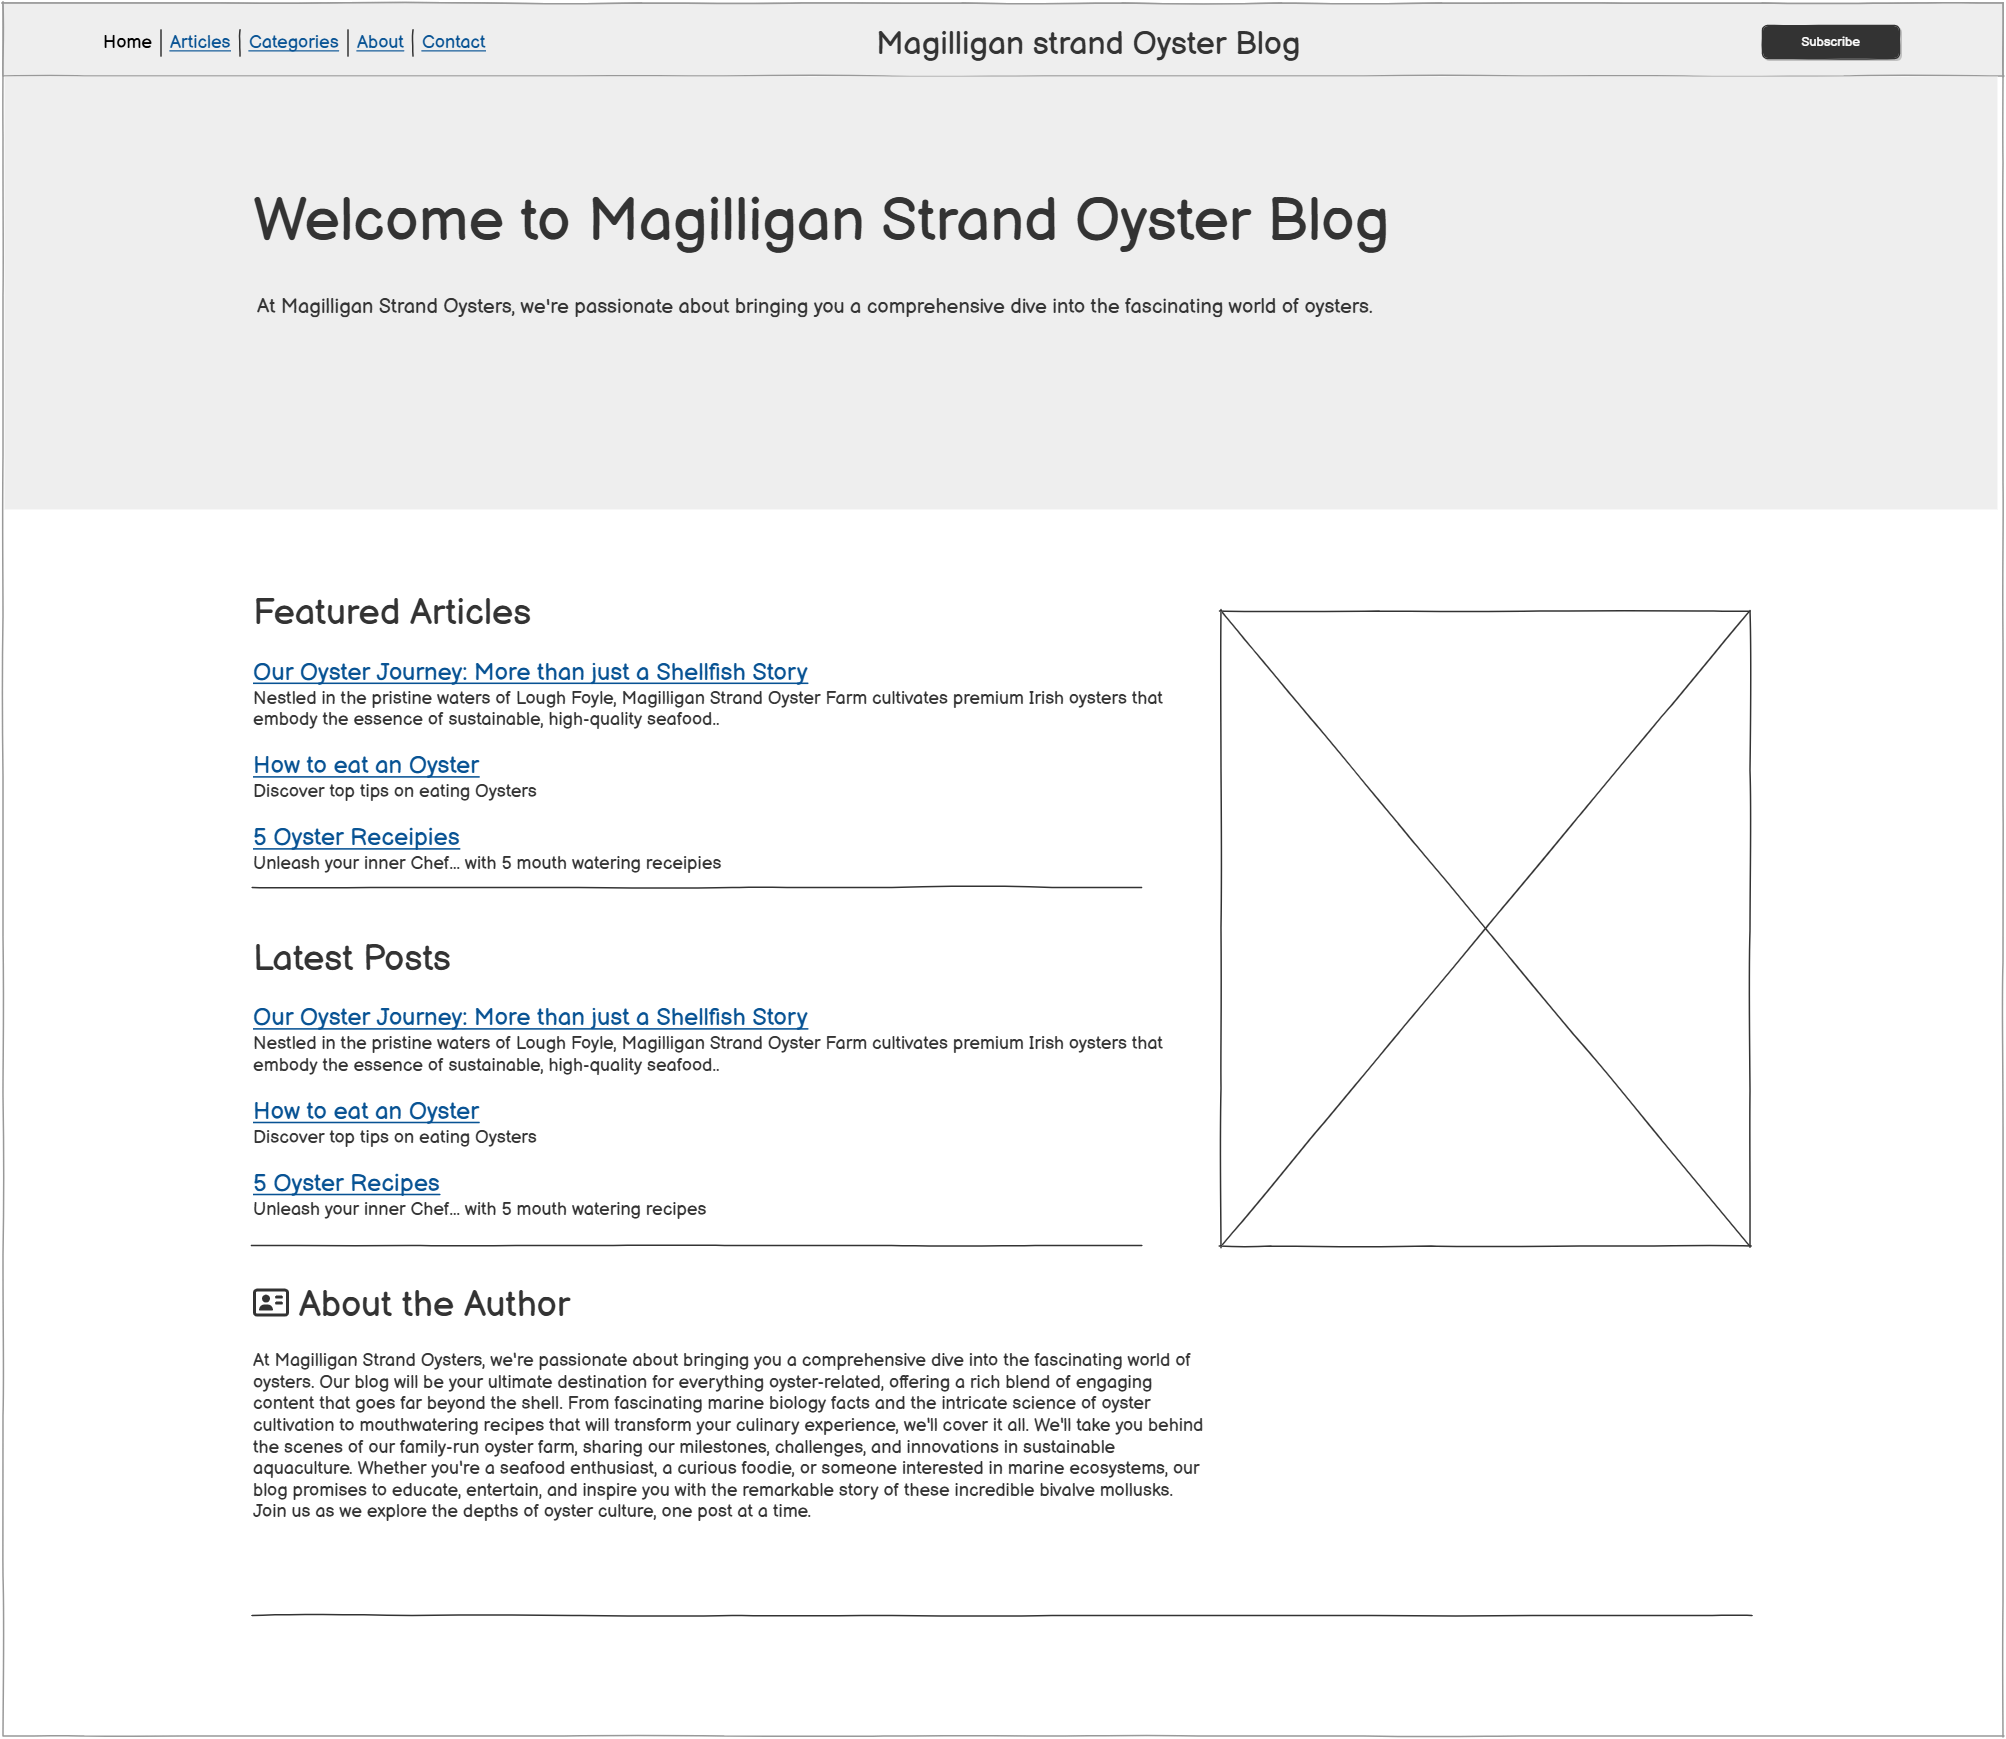 Home | Articles | Categories | About | Contact
Magilligan strand Oyster Blog
Subscribe
Welcome to Magilligan Strand Oyster Blog
At Magilligan Strand Oysters, we're passionate about bringing you a comprehensive dive into the fascinating world of oysters.
Featured Articles
Our Oyster Journey: More than just a Shellfish Story
Nestled in the pristine waters of Lough Foyle, Magilligan Strand Oyster Farm cultivates premium Irish oysters that
embody the essence of sustainable, high-quality seafood..
How to eat an Oyster
Discover top tips on eating Oysters
5 Oyster Receipies
Unleash your inner Chef... with 5 mouth watering receipies
Latest Posts
Our Oyster Journey: More than just a Shellfish Story
Nestled in the pristine waters of Lough Foyle, Magilligan Strand Oyster Farm cultivates premium Irish oysters that
embody the essence of sustainable, high-quality seafood..
How to eat an Oyster
Discover top tips on eating Oysters
5 Oyster Recipes
Unleash your inner Chef... with 5 mouth watering recipes
About the Author
At Magilligan Strand Oysters, we're passionate about bringing you a comprehensive dive into the fascinating world of
oysters. Our blog will be your ultimate destination for everything oyster-related, offering a rich blend of engaging
content that goes far beyond the shell. From fascinating marine biology facts and the intricate science of oyster
cultivation to mouthwatering recipes that will transform your culinary experience, we'll cover it all. We'll take you behind
the scenes of our family-run oyster farm, sharing our milestones, challenges, and innovations in sustainable
aquaculture. Whether you're a seafood enthusiast, a curious foodie, or someone interested in marine ecosystems, our
blog promises to educate, entertain, and inspire you with the remarkable story of these incredible bivalve mollusks.
Join us as we explore the depths of oyster culture, one post at a time.